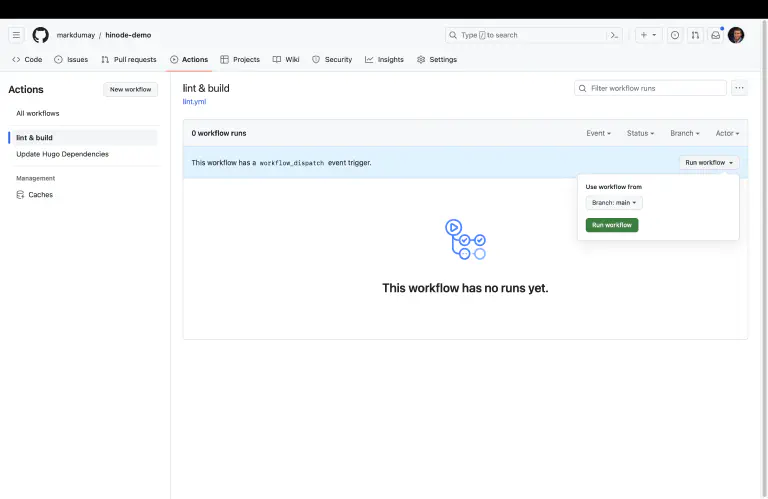 markdumay / hinode-demo
Type / to search
Code
Issues
Pull requests
Actions
Projects
Wiki
Security
Insights
Settings
Actions
New workflow
All workflows
lint & build
Update Hugo Dependencies
Management
Caches
lint & build
lint.yml
Filter workflow runs
0 workflow runs
Event
Status
Branch
Actor
This workflow has a workflow_dispatch event trigger.
Run workflow
Use workflow from
Branch: main
Run workflow
This workflow has no runs yet.